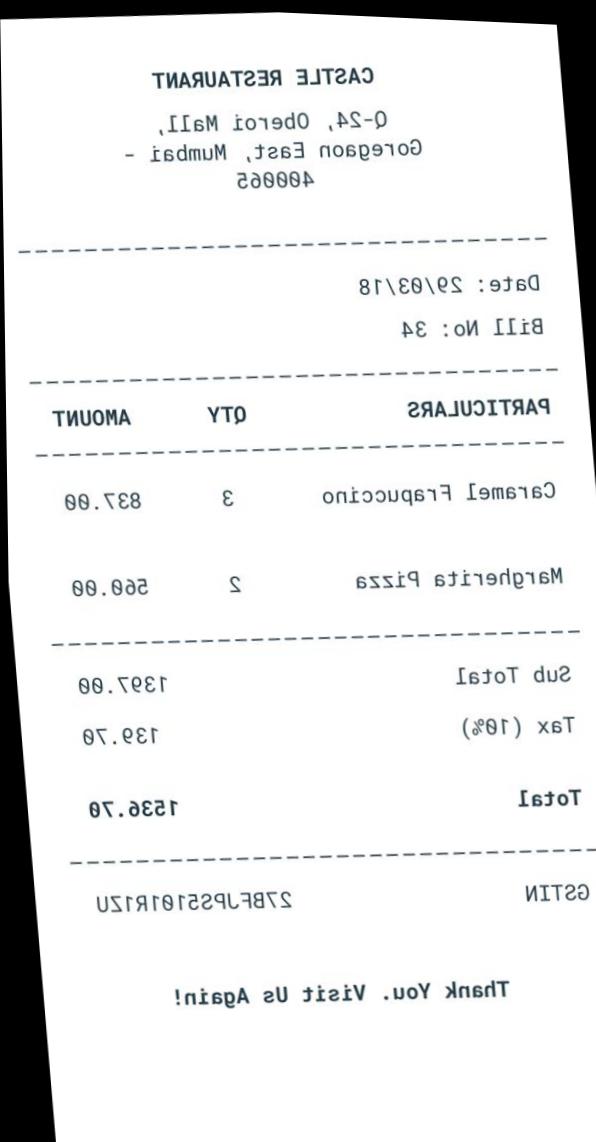 CASTLE RESTAURANT
Q-24, Oberoi Mall,
Goregaon East, Mumbai -
400065
Date: 29/03/18
Bill No: 34
PARTICULARS QTY AMOUNT
Caramel Frapuccino 3 837.00
Margherita Pizza 2 560.00
Sub Total 1397.00
Tax (10%) 139.70
Total 1536.70
GSTIN 27BFJPS5101R1ZU
Thank You. Visit Us Again!